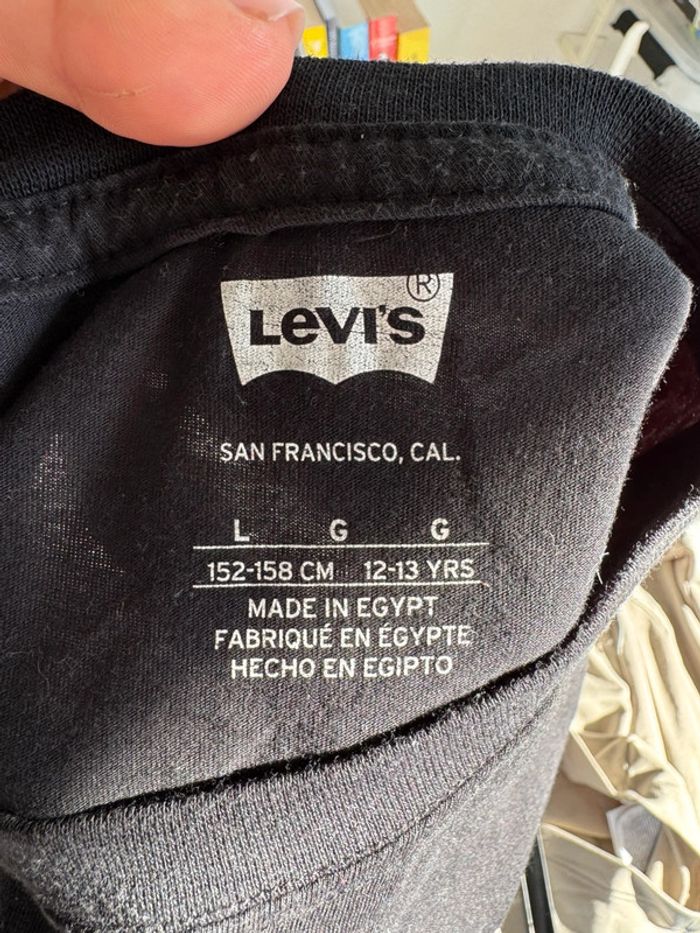 Levi's®
SAN FRANCISCO, CAL.
L G G
152-158 CM 12-13 YRS
MADE IN EGYPT
FABRIQUÉ EN ÉGYPTE
HECHO EN EGIPTO